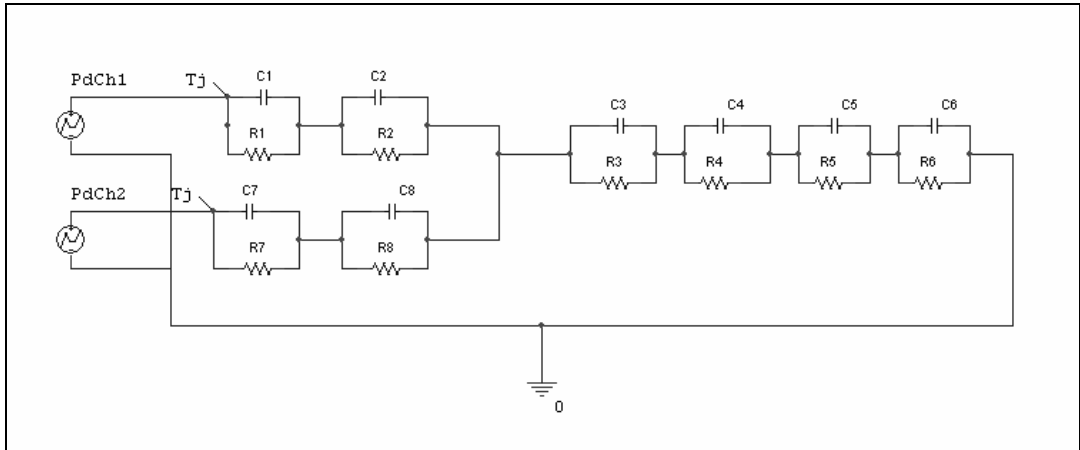 PdCh1 Tj C1 C2
C3 C4 C5 C6
R1 R2
R3 R4 R5 R6
PdCh2 Tj C7 C8
R7 R8
0